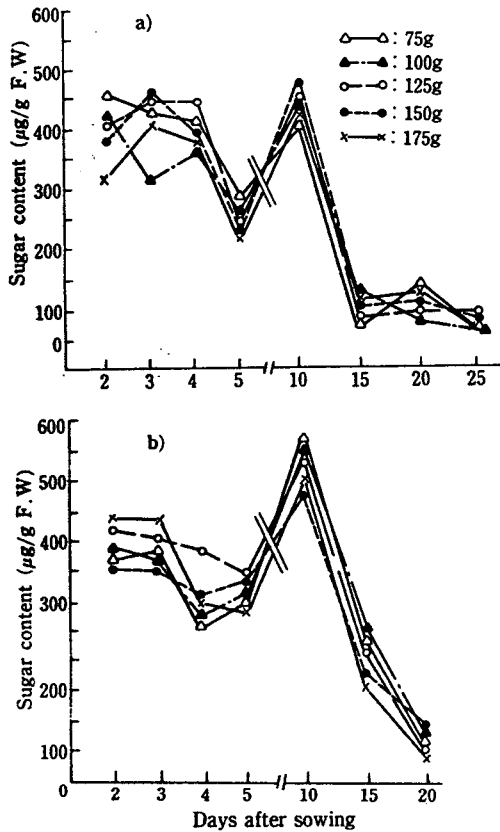 a)
△ : 75g
▲ : 100g
○ : 125g
● : 150g
× : 175g
Sugar content (μg/g F.W)
600
500
400
300
200
100
0
2 3 4 5 10 15 20 25
b)
Sugar content (μg/g F.W)
600
500
400
300
200
100
0
2 3 4 5 10 15 20
Days after sowing